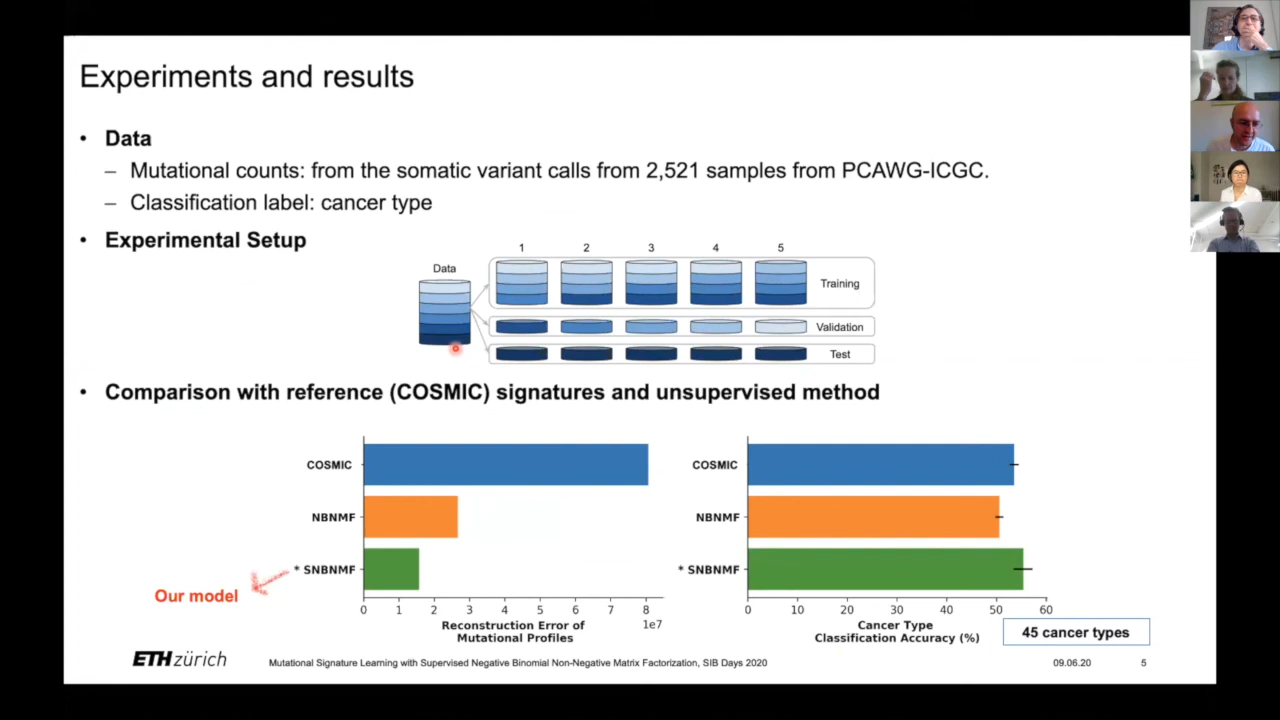 Experiments and results
• Data
– Mutational counts: from the somatic variant calls from 2,521 samples from PCAWG-ICGC.
– Classification label: cancer type
• Experimental Setup
1 2 3 4 5
Data
Training
Validation
Test
• Comparison with reference (COSMIC) signatures and unsupervised method
COSMIC
NBNMF
* SNBNMF
Our model
0 1 2 3 4 5 6 7 8
1e7
Reconstruction Error of
Mutational Profiles
COSMIC
NBNMF
* SNBNMF
0 10 20 30 40 50 60
Cancer Type
Classification Accuracy (%)
45 cancer types
ETH zürich
Mutational Signature Learning with Supervised Negative Binomial Non-Negative Matrix Factorization, SIB Days 2020
09.06.20
5